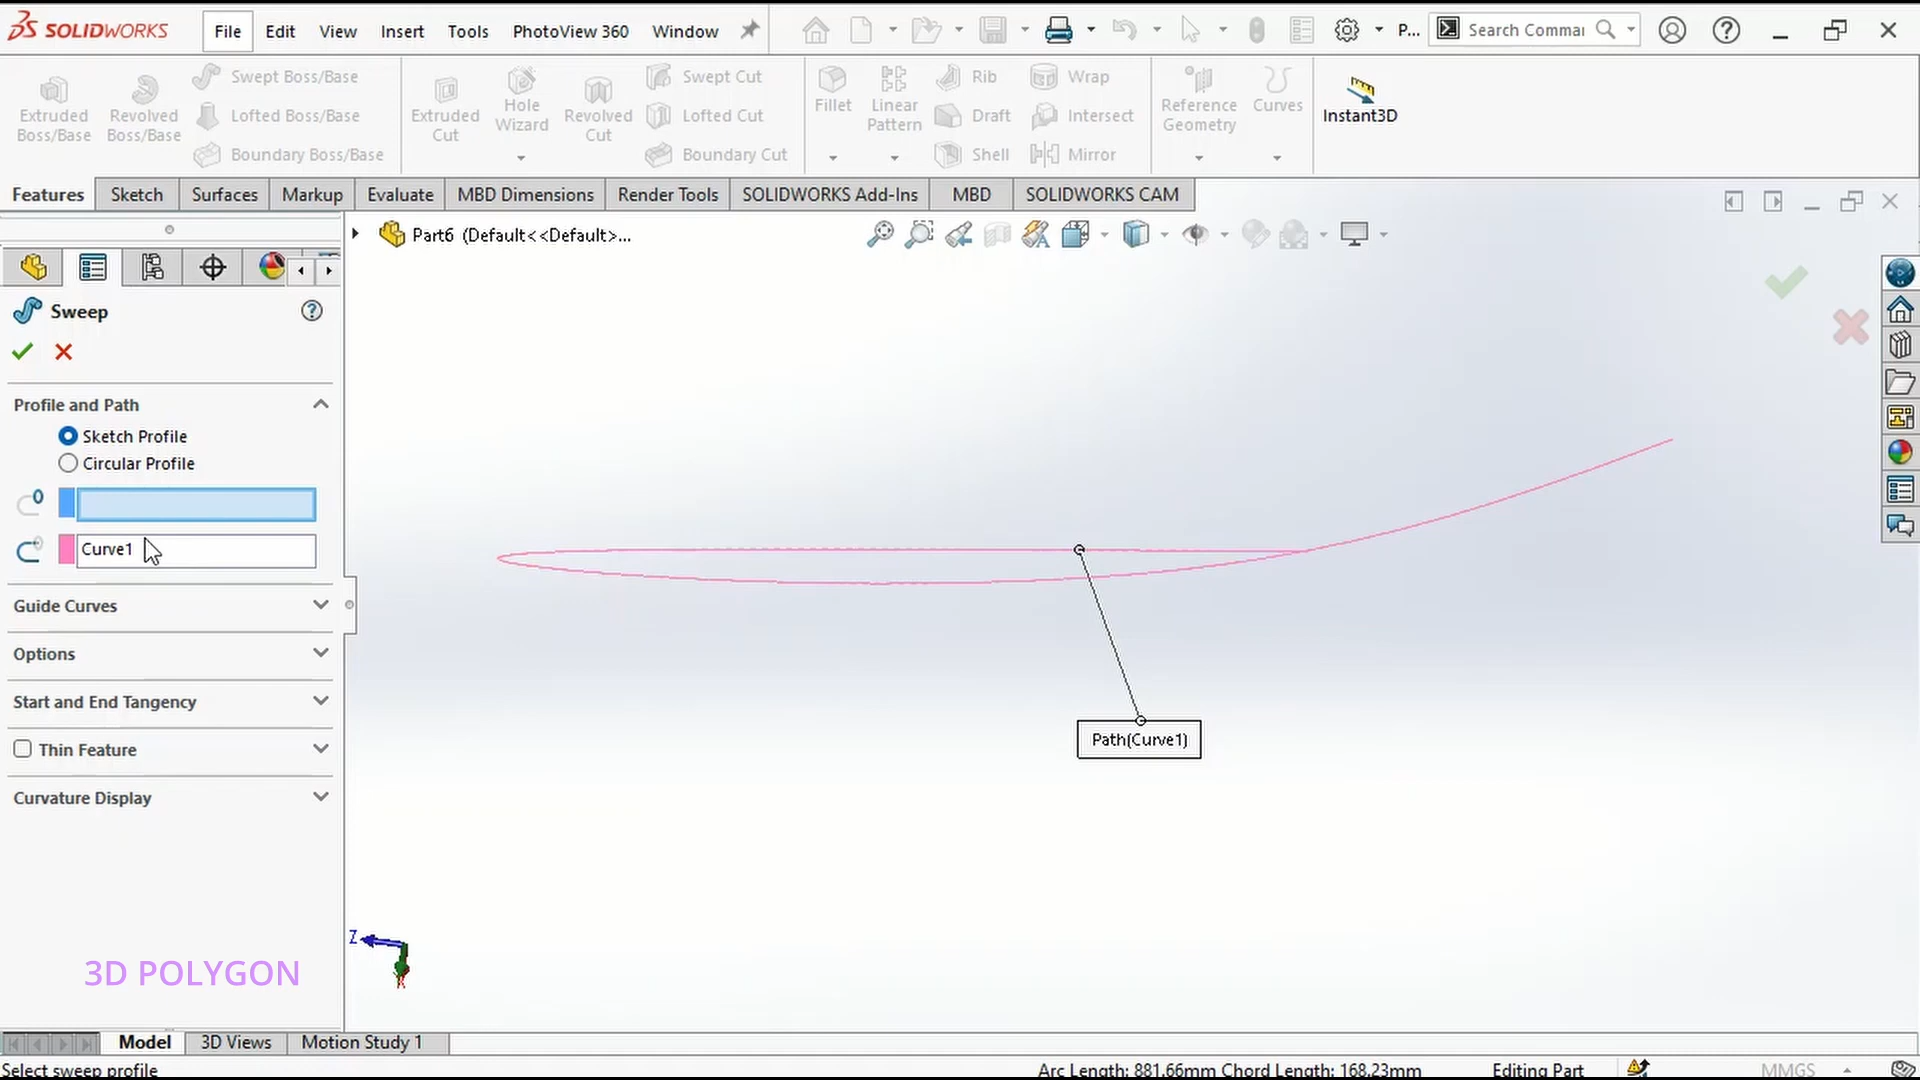 SOLIDWORKS File Edit View Insert Tools PhotoView 360 Window P... Search Commai
Extruded Boss/Base
Revolved Boss/Base
Swept Boss/Base
Lofted Boss/Base
Boundary Boss/Base
Extruded Cut
Hole Wizard
Revolved Cut
Swept Cut
Lofted Cut
Boundary Cut
Fillet
Linear Pattern
Rib
Draft
Shell
Wrap
Intersect
Mirror
Reference Geometry
Curves
Instant3D
Features Sketch Surfaces Markup Evaluate MBD Dimensions Render Tools SOLIDWORKS Add-Ins MBD SOLIDWORKS CAM
Part6 (Default<<Default>...
Sweep
Profile and Path
Sketch Profile
Circular Profile
Curve1
Guide Curves
Options
Start and End Tangency
Thin Feature
Curvature Display
Path(Curve1)
Z
3D POLYGON
Model 3D Views Motion Study 1
Select sweep profile Arc Length: 881.66mm Chord Length: 168.23mm Editing Part MMGS